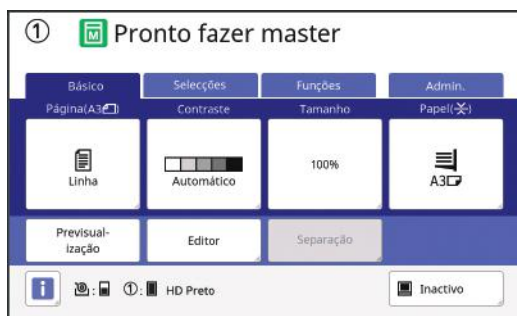 ① M Pronto fazer master
Básico Selecções Funções Admin.
Página(A3) Contraste Tamanho Papel()
Linha Automático 100% A3
Previsual-
ização
Editor Separação
i : ①: HD Preto Inactivo